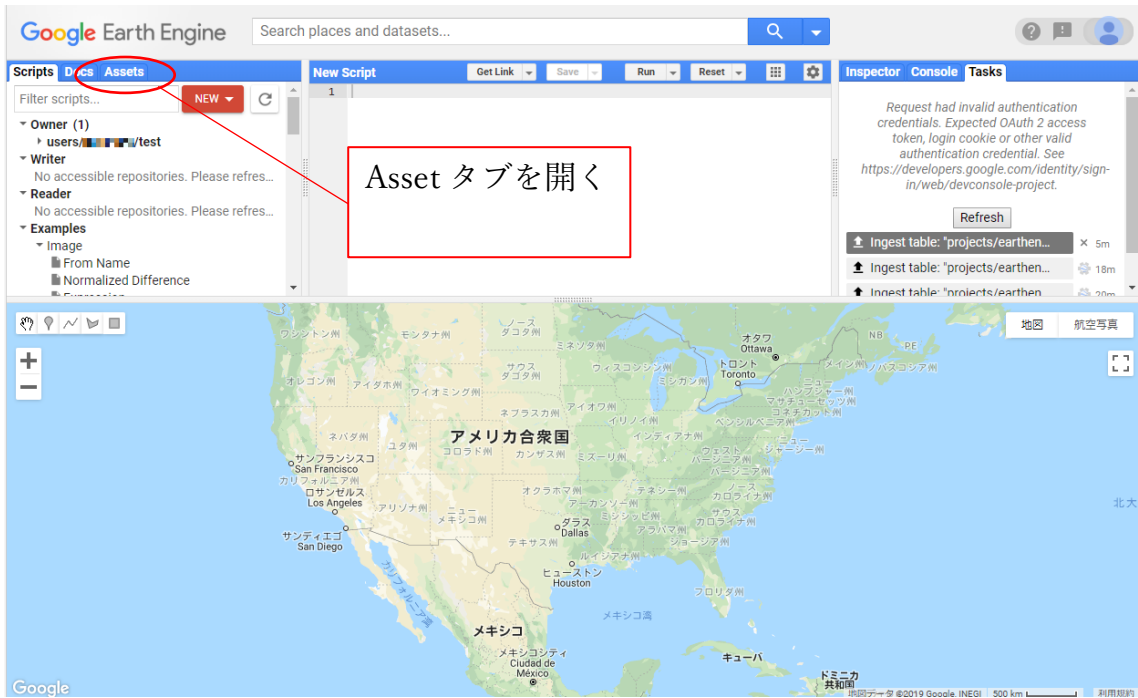 Google Earth Engine
Search places and datasets...
Scripts Docs Assets
Filter scripts...
NEW
Owner (1)
users/ /test
Writer
No accessible repositories. Please refres...
Reader
No accessible repositories. Please refres...
Examples
Image
From Name
Normalized Difference
Expression
New Script
Get Link
Save
Run
Reset
1
Asset タブを開く
Inspector Console Tasks
Request had invalid authentication
credentials. Expected OAuth 2 access
token, login cookie or other valid
authentication credential. See
https://developers.google.com/identity/sign-
in/web/devconsole-project.
Refresh
Ingest table: "projects/earthen... 5m
Ingest table: "projects/earthen... 18m
Ingest table: "projects/earthen... 20m
地図
航空写真
ワシントン州
モンタナ州
ノース
ダコタ州
ミネソタ州
オタワ
Ottawa
NB
PE
サウス
ダコタ州
ウィスコンシン州
ミシガン州
トロント
Toronto
メイン州
ノバスコシア州
オレゴン州
アイダホ州
ワイオミング州
ニュー
ハンプシャー州
マサチューセッツ州
コネチカット州
ネブラスカ州
アイオワ州
イリノイ州
ペンシルベニア州
ネバダ州
ユタ州
アメリカ合衆国
コロラド州
カンザス州
ミズーリ州
インディアナ州
ニュー
ジャージー州
ウェスト
バージニア州
バージニア州
サンフランシスコ
San Francisco
カリフォルニア州
ロサンゼルス
Los Angeles
アリゾナ州
ニュー
メキシコ州
オクラホマ州
アーカンソー州
テネシー州
ノース
カロライナ州
サウス
カロライナ州
ミシシッピ州
アラバマ州
ジョージア州
サンディエゴ
San Diego
ダラス
Dallas
テキサス州
ルイジアナ州
ヒューストン
Houston
フロリダ州
カリフォルニア湾
メキシコ湾
北大
メキシコ
メキシコシティ
Ciudad de
México
キューバ
ドミニカ
共和国
Google
地図データ ©2019 Google, INEGI
500 km
利用規約